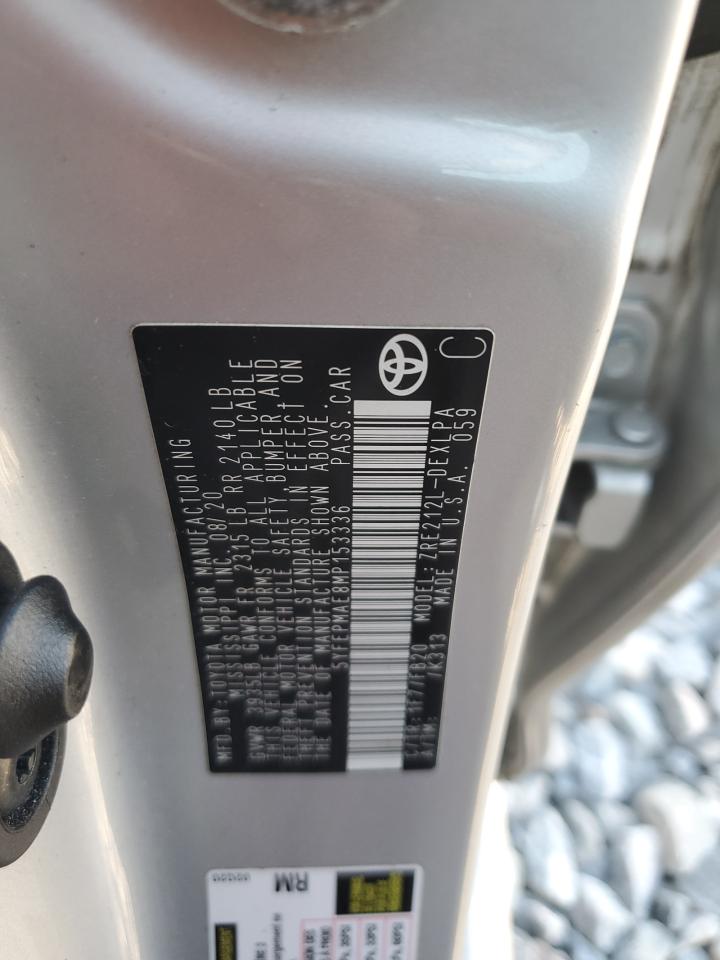 MFD. BY: TOYOTA MOTOR MANUFACTURING
MISSISSIPPI INC. 08/20
GVWR 3935LB GAWR FR 2315 LB RR 2140 LB
THIS VEHICLE CONFORMS TO ALL APPLICABLE
FEDERAL MOTOR VEHICLE SAFETY, BUMPER AND
THEFT PREVENTION STANDARDS IN EFFECT ON
THE DATE OF MANUFACTURE SHOWN ABOVE.
5YFEPMAE8MP153336 PASS. CAR
C/TR: 1F7/FB20 MODEL: ZRE212L-DEXLPA
A/TM: /K313 MADE IN U.S.A. 059
C
RM